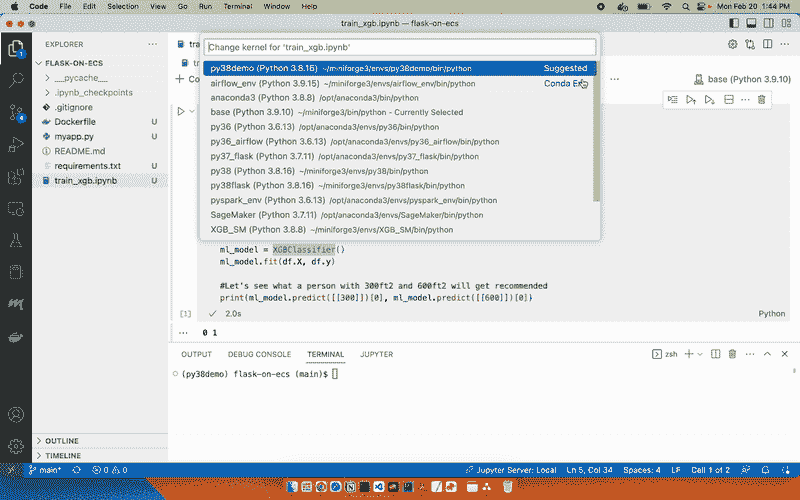 Code File Edit Selection View Go Run Terminal Window Help Mon Feb 20 1:44 PM
train_xgb.ipynb — flask-on-ecs
EXPLORER
FLASK-ON-ECS
__pycache__
.ipynb_checkpoints
.gitignore
Dockerfile U
myapp.py U
README.md
requirements.txt U
train_xgb.ipynb U
OUTLINE
TIMELINE
Change kernel for 'train_xgb.ipynb'
py38demo (Python 3.8.16) ~/miniforge3/envs/py38demo/bin/python Suggested
airflow_env (Python 3.9.15) ~/miniforge3/envs/airflow_env/bin/python Conda
anaconda3 (Python 3.8.8) /opt/anaconda3/bin/python
base (Python 3.9.10) ~/miniforge3/bin/python - Currently Selected
py36 (Python 3.6.13) /opt/anaconda3/envs/py36/bin/python
py36_airflow (Python 3.6.13) /opt/anaconda3/envs/py36_airflow/bin/python
py37_flask (Python 3.7.11) /opt/anaconda3/envs/py37_flask/bin/python
py38 (Python 3.8.16) ~/miniforge3/envs/py38/bin/python
py38flask (Python 3.8.16) ~/miniforge3/envs/py38flask/bin/python
pyspark_env (Python 3.6.13) /opt/anaconda3/envs/pyspark_env/bin/python
SageMaker (Python 3.7.11) /opt/anaconda3/envs/SageMaker/bin/python
XGB_SM (Python 3.8.8) ~/miniforge3/envs/XGB_SM/bin/python
base (Python 3.9.10)
ml_model = XGBClassifier()
ml_model.fit(df.X, df.y)
#Let's see what a person with 300ft2 and 600ft2 will get recommended
print(ml_model.predict([[300]])[0], ml_model.predict([[600]])[0])
[1] 2.0s Python
0 1
OUTPUT DEBUG CONSOLE TERMINAL JUPYTER
zsh
(py38demo) flask-on-ecs (main)$
main* 0 0 Jupyter Server: Local Ln 5, Col 34 Spaces: 4 LF Cell 1 of 2